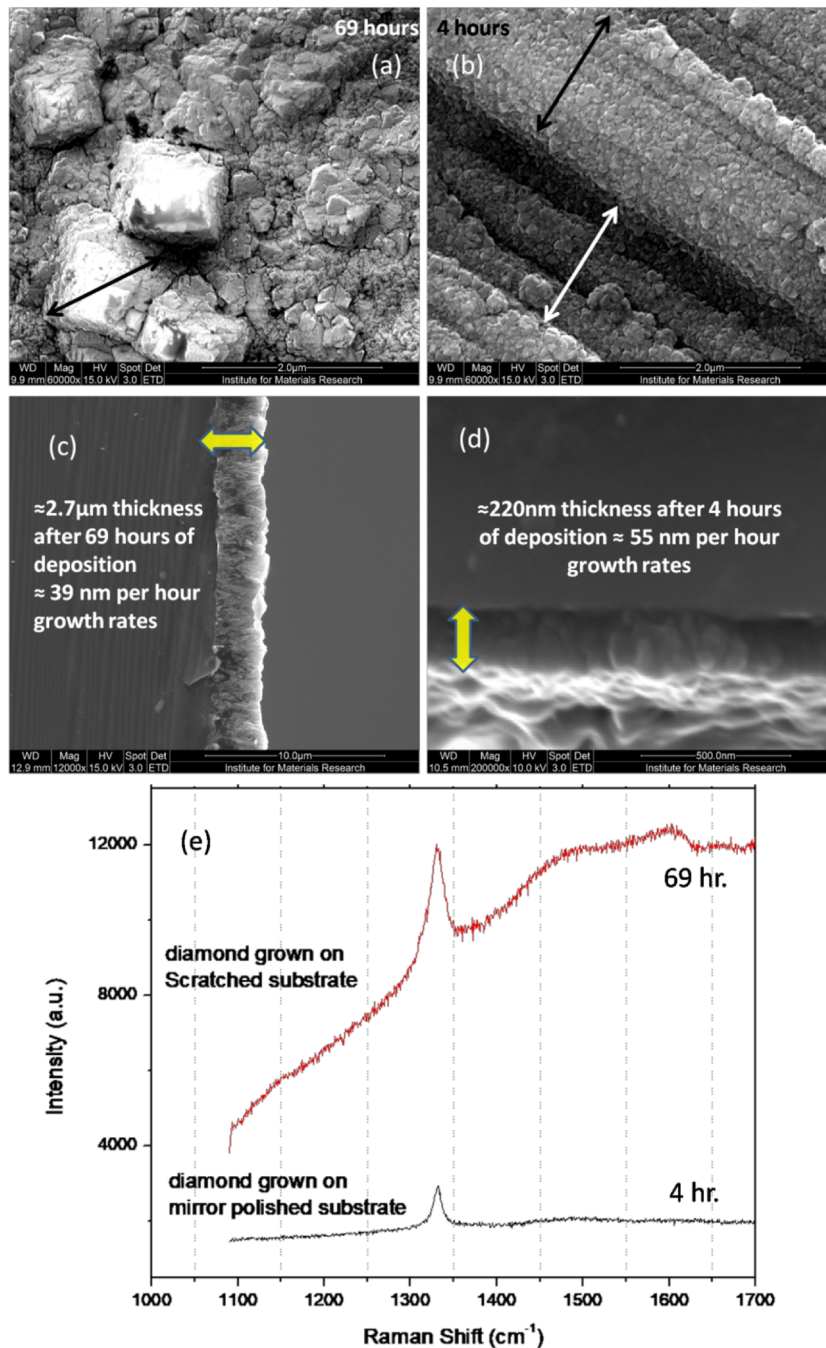 69 hours
(a)
WD Mag HV Spot Det
9.9 mm 60000x 15.0 kV 3.0 ETD
2.0µm
Institute for Materials Research
4 hours
(b)
WD Mag HV Spot Det
9.9 mm 60000x 15.0 kV 3.0 ETD
2.0µm
Institute for Materials Research
(c)
≈2.7µm thickness
after 69 hours of
deposition
≈ 39 nm per hour
growth rates
WD Mag HV Spot Det
12.9 mm 12000x 15.0 kV 3.0 ETD
10.0µm
Institute for Materials Research
(d)
≈220nm thickness after 4 hours
of deposition ≈ 55 nm per hour
growth rates
WD Mag HV Spot Det
10.5 mm 200000x 10.0 kV 3.0 ETD
500.0nm
Institute for Materials Research
(e)
12000
8000
4000
Intensity (a.u.)
69 hr.
diamond grown on
Scratched substrate
diamond grown on
mirror polished substrate
4 hr.
1000 1100 1200 1300 1400 1500 1600 1700
Raman Shift (cm⁻¹)